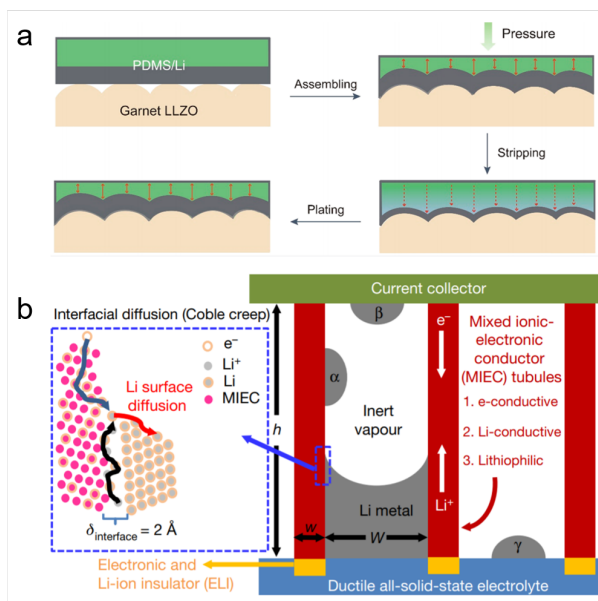 a
Pressure
PDMS/Li
Garnet LLZO
Assembling
Stripping
Plating
b
Current collector
Interfacial diffusion (Coble creep)
e⁻
Li⁺
Li
MIEC
Li surface
diffusion
δinterface = 2 Å
h
β
α
e⁻
Inert
vapour
Li⁺
Li metal
w
W
Mixed ionic-
electronic
conductor
(MIEC) tubules
1. e-conductive
2. Li-conductive
3. Lithiophilic
γ
Electronic and
Li-ion insulator (ELI)
Ductile all-solid-state electrolyte